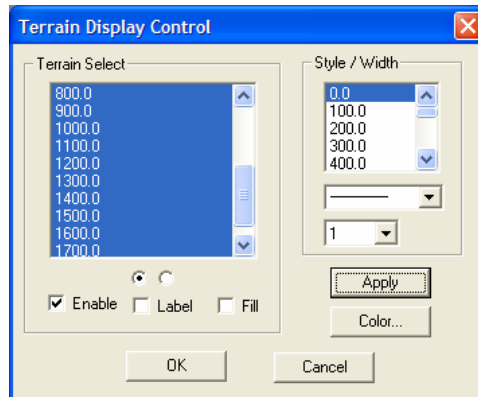 Terrain Display Control
Terrain Select
800.0
900.0
1000.0
1100.0
1200.0
1300.0
1400.0
1500.0
1600.0
1700.0
Enable
Label
Fill
Style / Width
0.0
100.0
200.0
300.0
400.0
1
Apply
Color...
OK
Cancel